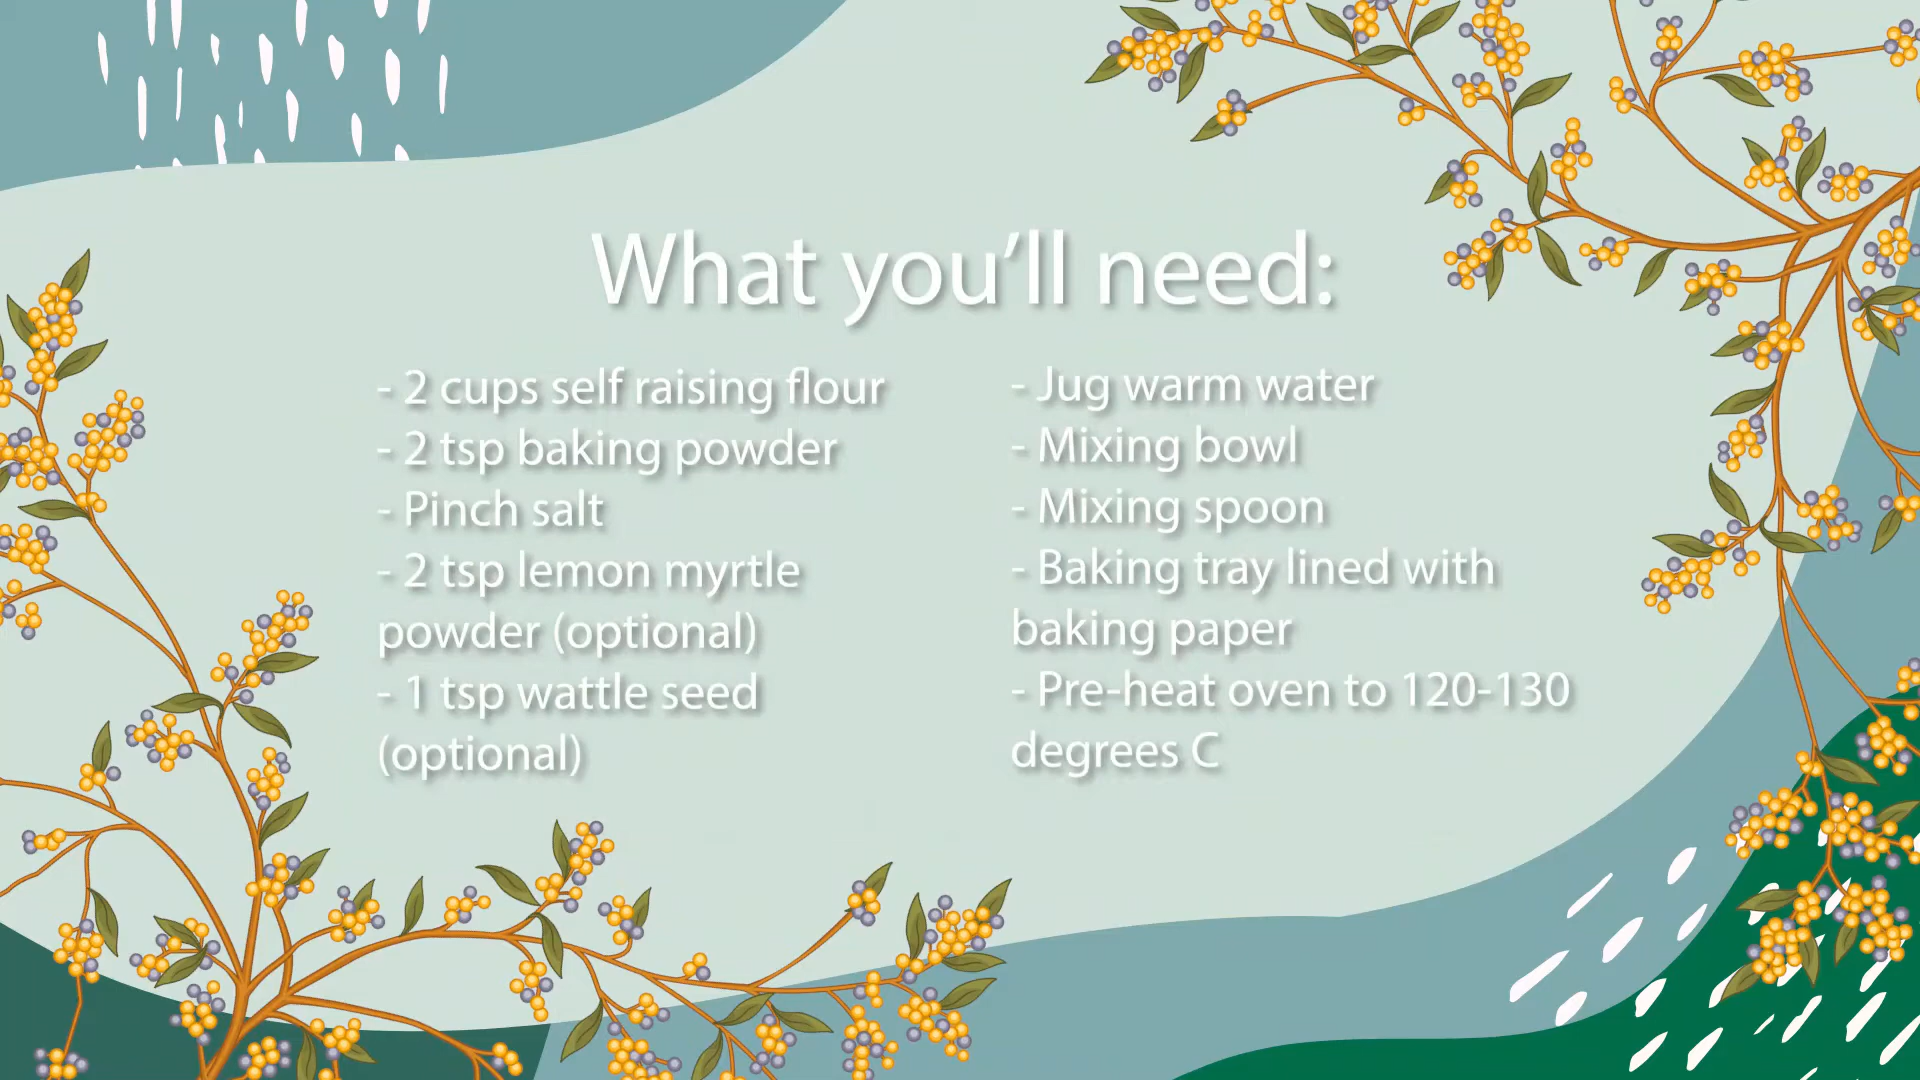 What you’ll need:
- 2 cups self raising flour
- 2 tsp baking powder
- Pinch salt
- 2 tsp lemon myrtle
powder (optional)
- 1 tsp wattle seed
(optional)
- Jug warm water
- Mixing bowl
- Mixing spoon
- Baking tray lined with
baking paper
- Pre-heat oven to 120-130
degrees C